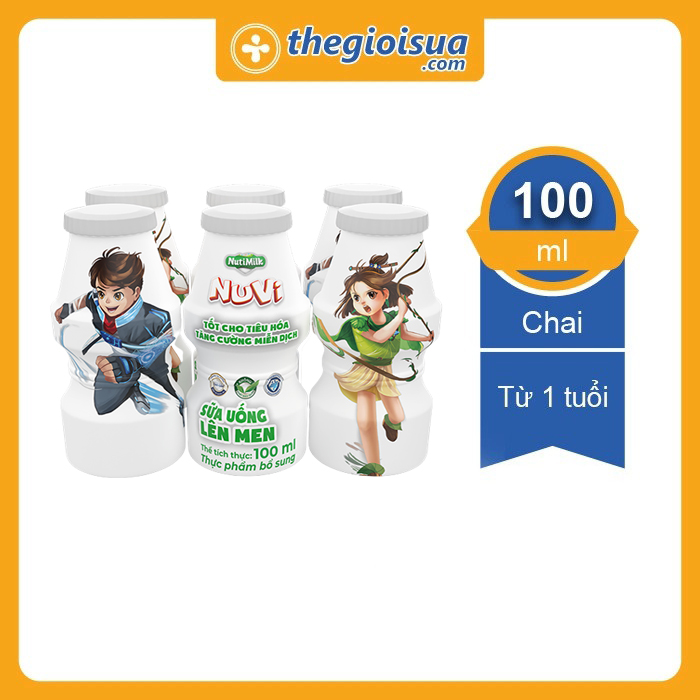 thegioisua
.com
100
ml
Chai
Từ 1 tuổi
NutiMilk
NUVi
TỐT CHO TIÊU HÓA
TĂNG CƯỜNG MIỄN DỊCH
SỮA UỐNG
LÊN MEN
Thể tích thực: 100 ml
Thực phẩm bổ sung